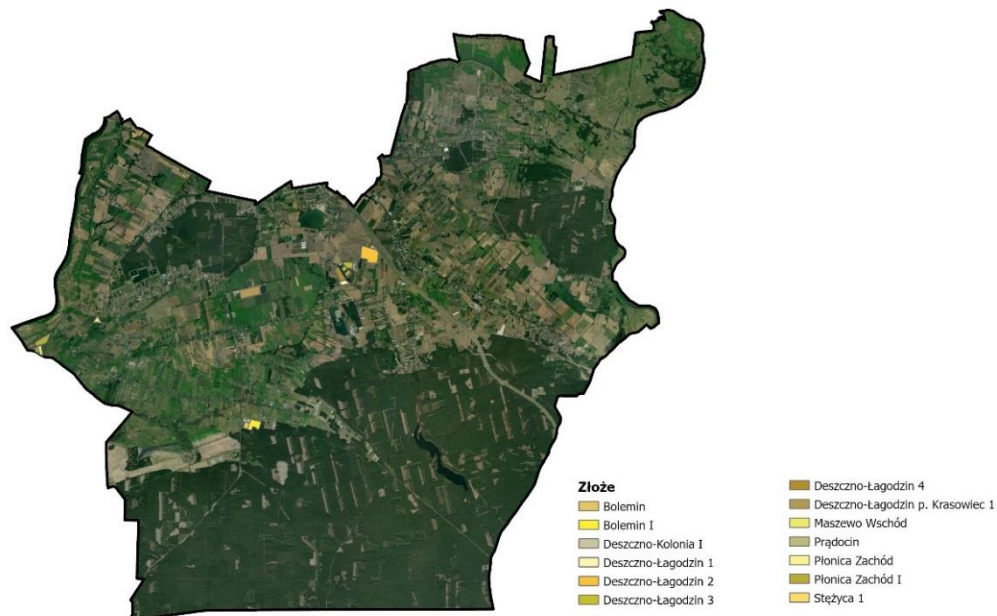 Złoże
Bolemin
Bolemin I
Deszczno-Kolonia I
Deszczno-Łagodzin 1
Deszczno-Łagodzin 2
Deszczno-Łagodzin 3
Deszczno-Łagodzin 4
Deszczno-Łagodzin p. Krasowiec 1
Maszewo Wschód
Prądocin
Płonica Zachód
Płonica Zachód I
Stężyca 1